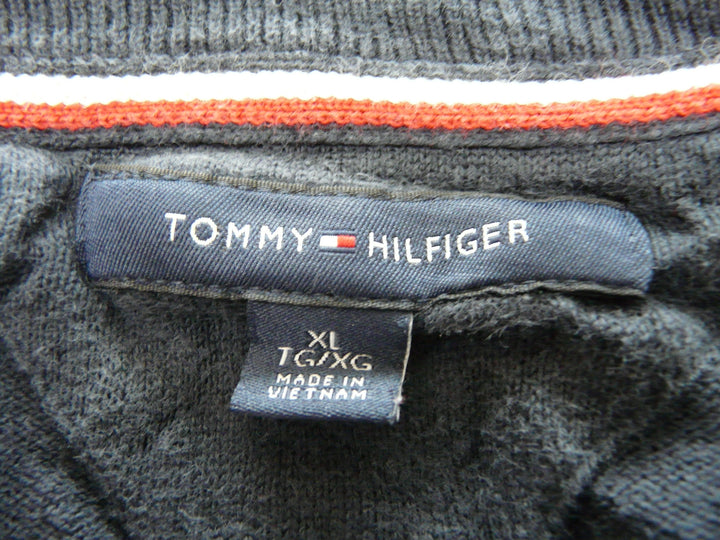 TOMMY HILFIGER
XL
TG/XG
MADE IN
VIETNAM